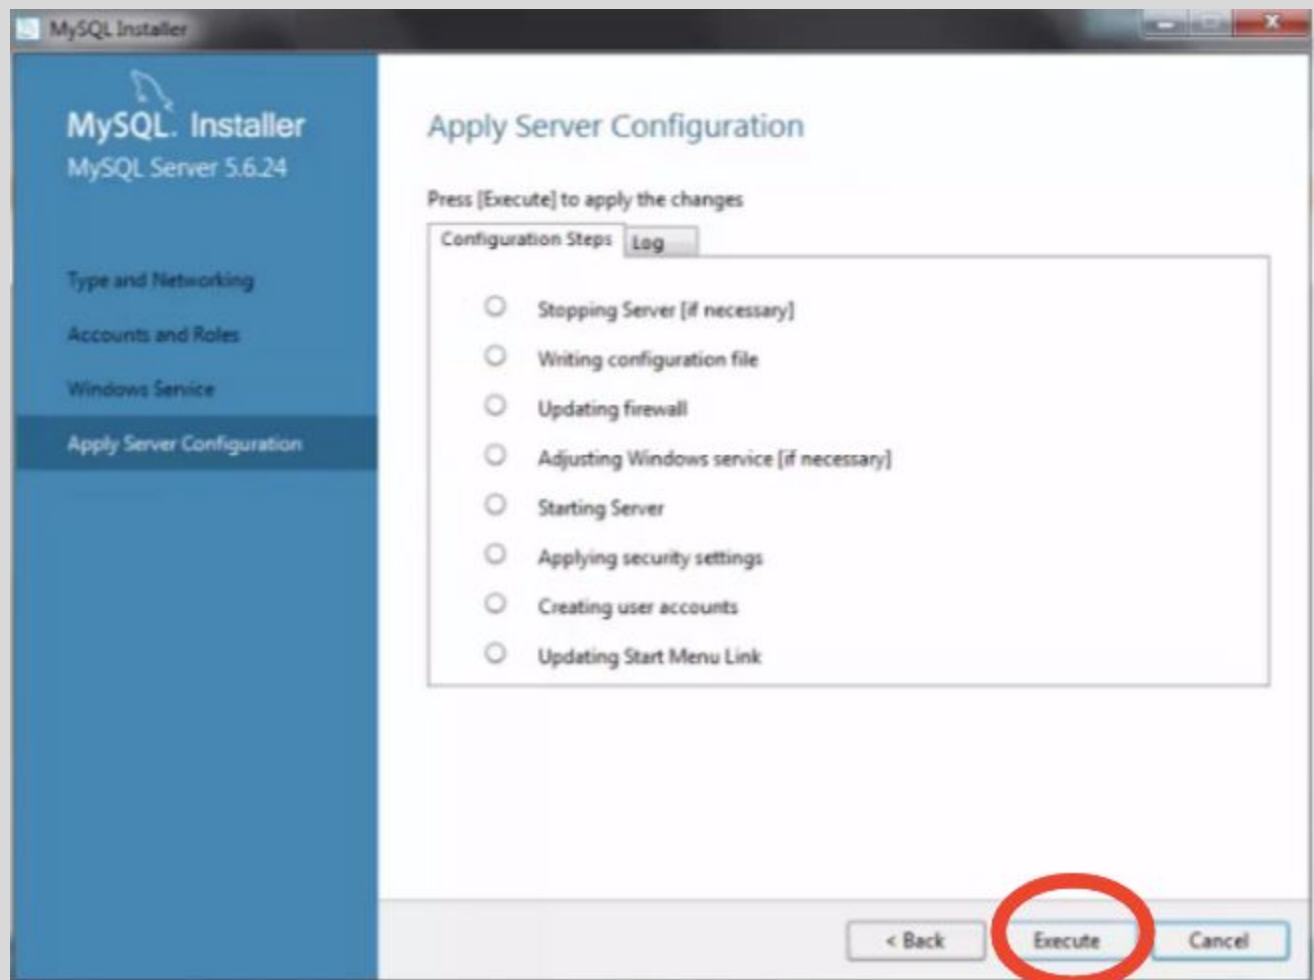 MySQL Installer
MySQL. Installer
MySQL Server 5.6.24
Type and Networking
Accounts and Roles
Windows Service
Apply Server Configuration
Apply Server Configuration
Press [Execute] to apply the changes
Configuration Steps
Log
Stopping Server [if necessary]
Writing configuration file
Updating firewall
Adjusting Windows service [if necessary]
Starting Server
Applying security settings
Creating user accounts
Updating Start Menu Link
< Back
Execute
Cancel